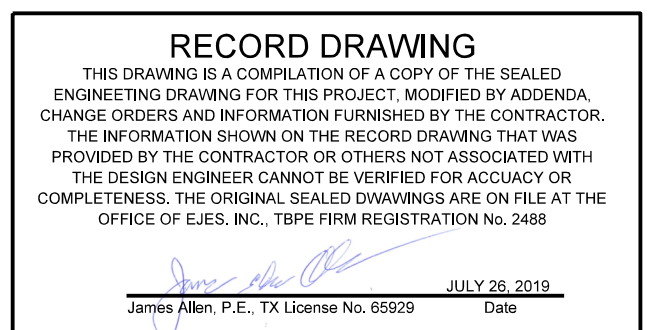 RECORD DRAWING
THIS DRAWING IS A COMPILATION OF A COPY OF THE SEALED
ENGINEETING DRAWING FOR THIS PROJECT, MODIFIED BY ADDENDA,
CHANGE ORDERS AND INFORMATION FURNISHED BY THE CONTRACTOR.
THE INFORMATION SHOWN ON THE RECORD DRAWING THAT WAS
PROVIDED BY THE CONTRACTOR OR OTHERS NOT ASSOCIATED WITH
THE DESIGN ENGINEER CANNOT BE VERIFIED FOR ACCUACY OR
COMPLETENESS. THE ORIGINAL SEALED DWAWINGS ARE ON FILE AT THE
OFFICE OF EJES. INC., TBPE FIRM REGISTRATION No. 2488
JULY 26, 2019
James Allen, P.E., TX License No. 65929 Date